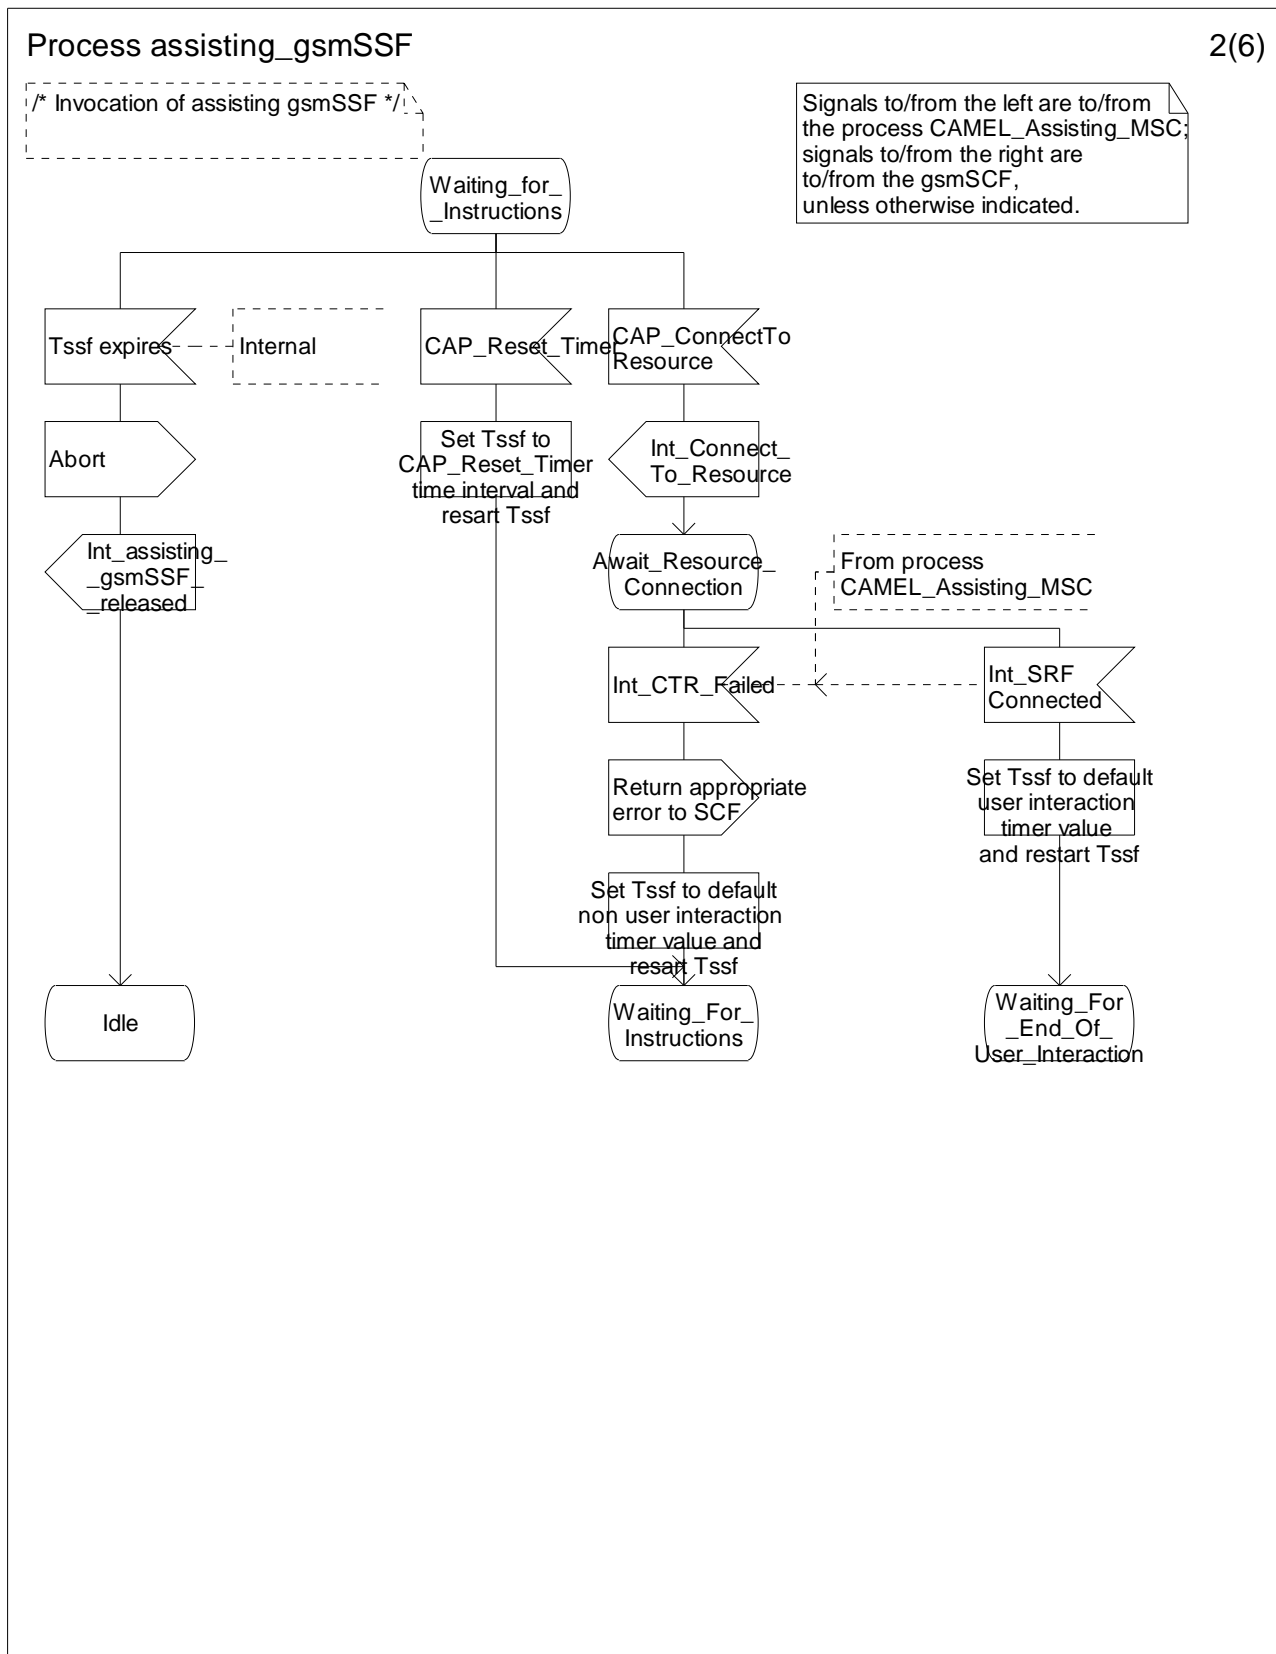 Process assisting_gsmSSF
2(6)
/* Invocation of assisting gsmSSF */
Signals to/from the left are to/from
the process CAMEL_Assisting_MSC;
signals to/from the right are
to/from the gsmSCF,
unless otherwise indicated.
Waiting_for_
_Instructions
Tssf expires
Internal
CAP_Reset_Timer
CAP_ConnectTo
Resource
Abort
Set Tssf to
CAP_Reset_Timer
time interval and
resart Tssf
Int_Connect_
To_Resource
Int_assisting_
_gsmSSF_
_released
Await_Resource_
Connection
From process
CAMEL_Assisting_MSC
Int_CTR_Failed
Int_SRF
Connected
Return appropriate
error to SCF
Set Tssf to default
user interaction
timer value
and restart Tssf
Set Tssf to default
non user interaction
timer value and
resart Tssf
Idle
Waiting_For_
Instructions
Waiting_For
_End_Of_
User_Interaction